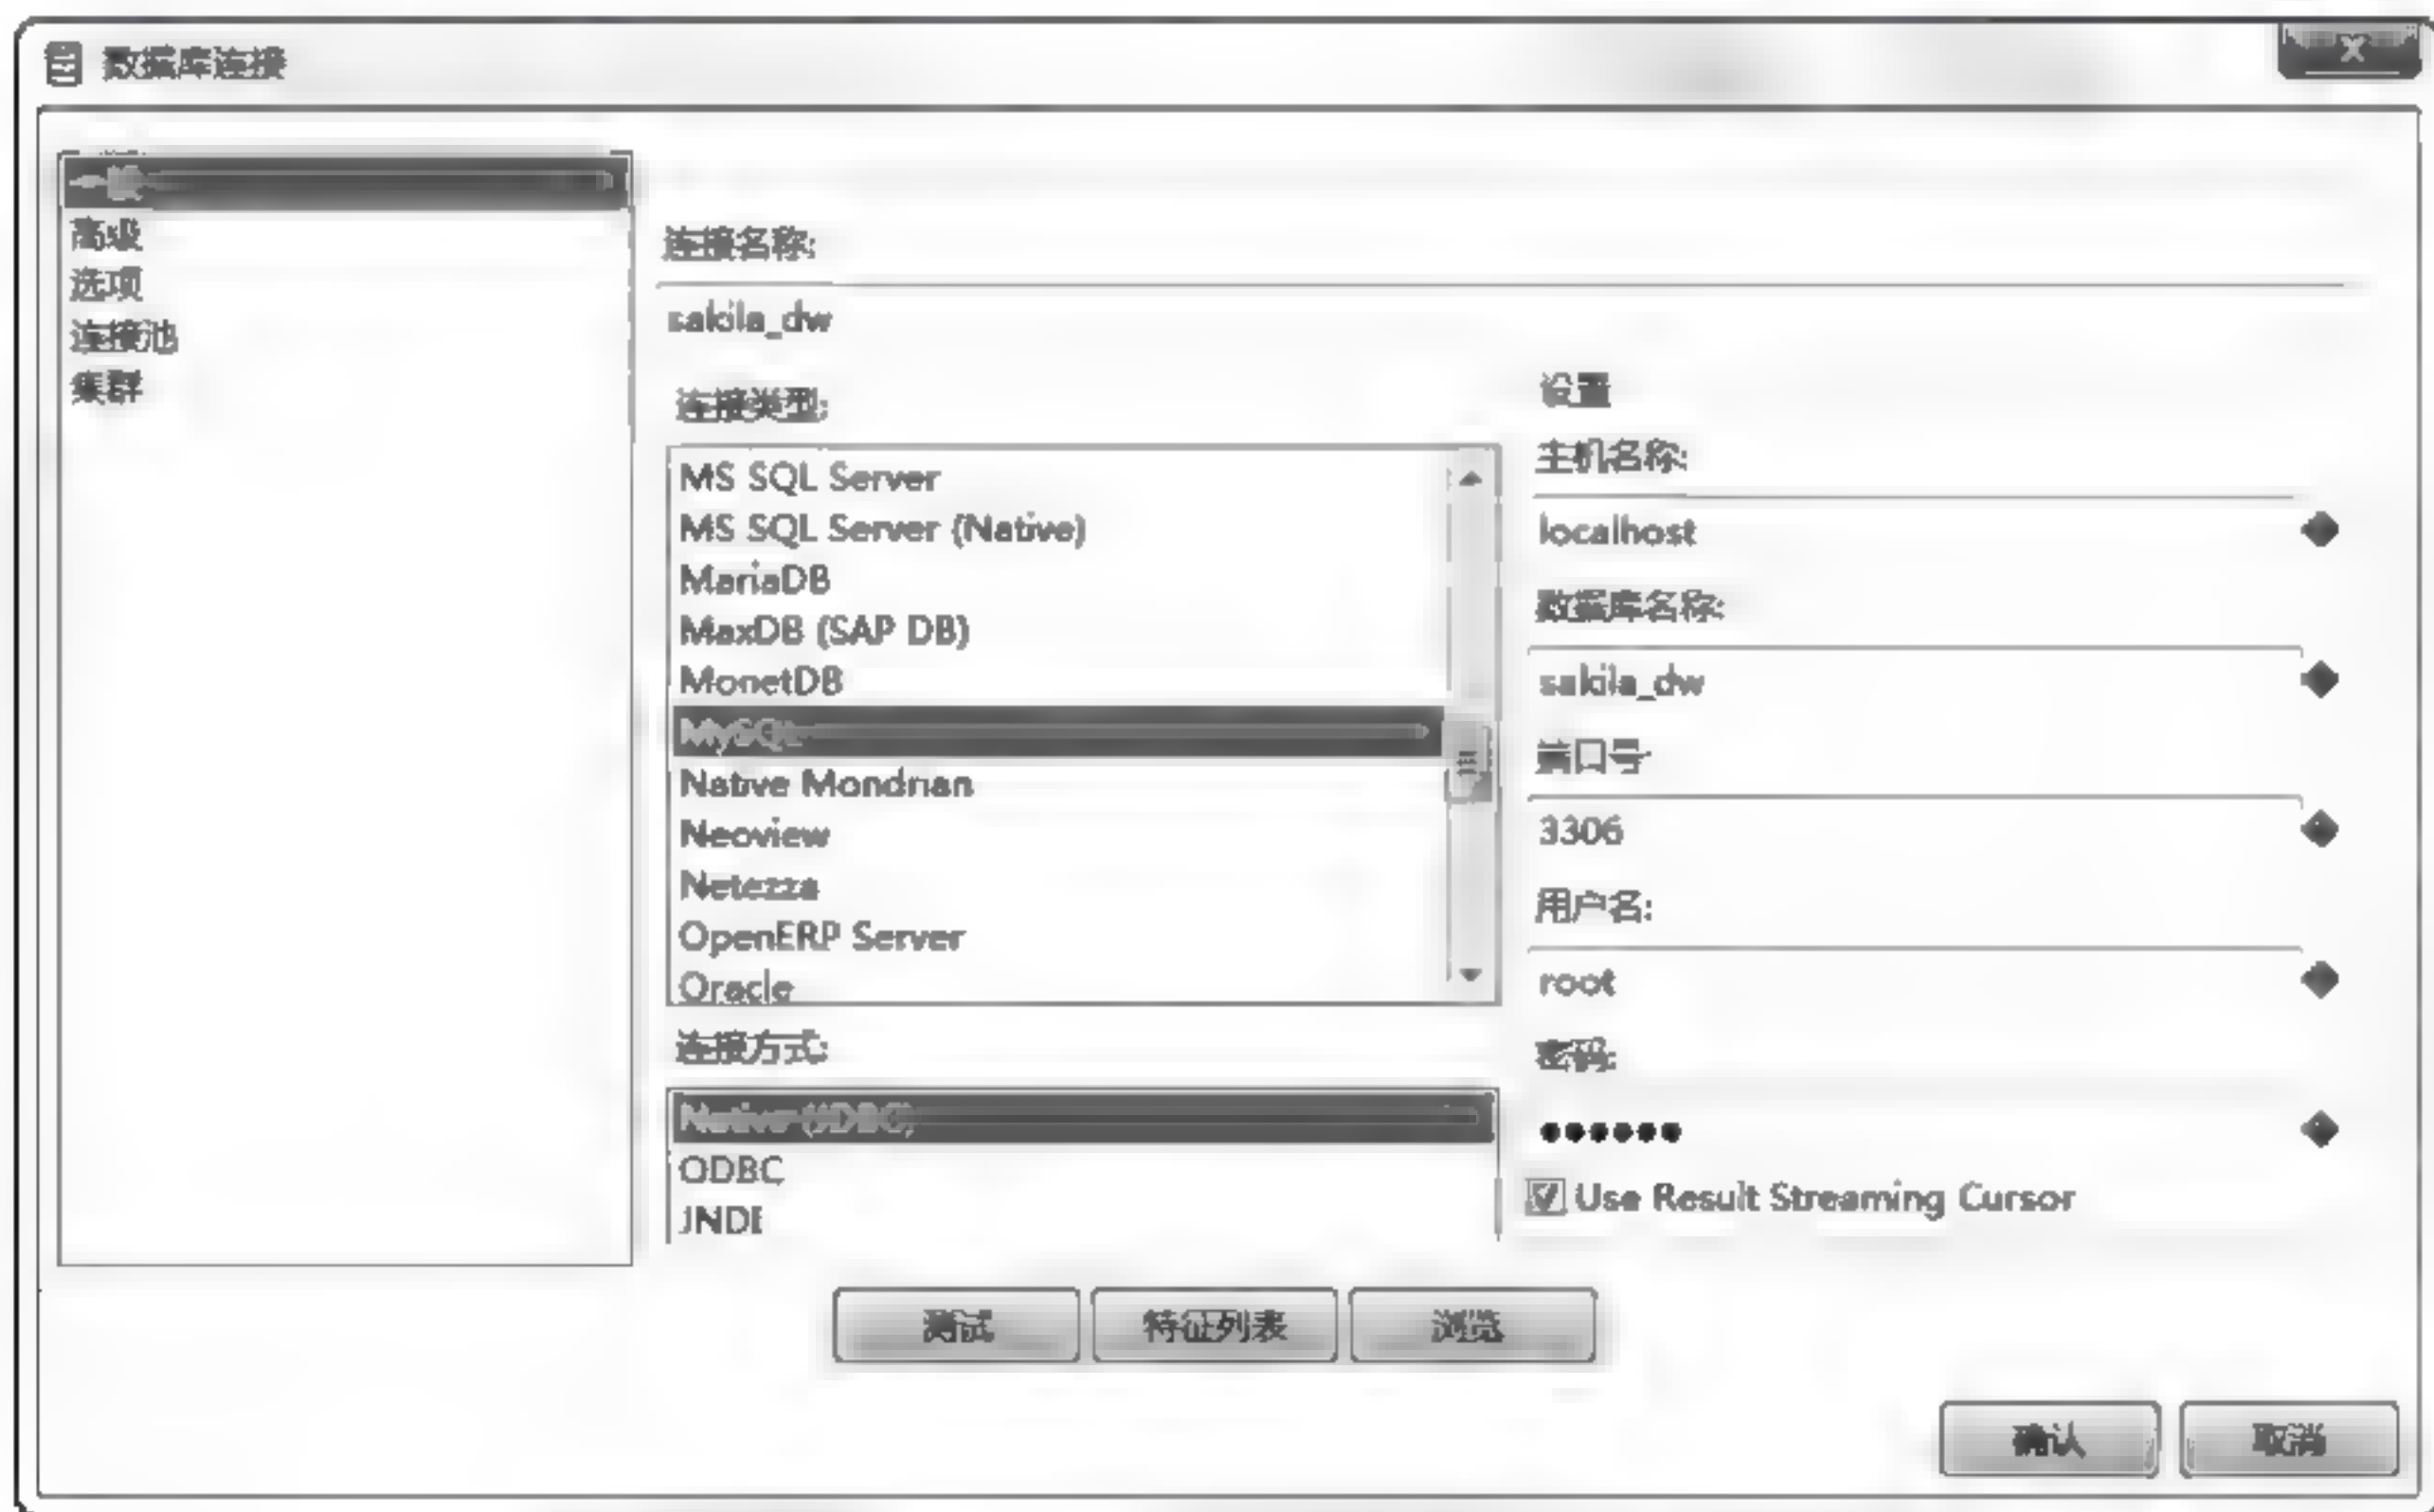 数据库连接
一般
高级
选项
连接池
集群
连接名称:
sakila_dw
连接类型:
MS SQL Server
MS SQL Server (Native)
MariaDB
MaxDB (SAP DB)
MonetDB
MySQL
Native Mondrian
Neoview
Netezza
OpenERP Server
Oracle
连接方式:
Native (JDBC)
ODBC
JNDI
设置
主机名称:
localhost
数据库名称:
sakila_dw
端口号
3306
用户名:
root
密码:
●●●●●●
Use Result Streaming Cursor
测试
特征列表
浏览
确认
取消